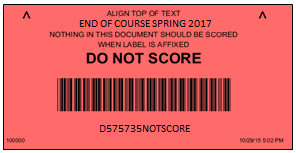 ALIGN TOP OF TEXT
END OF COURSE SPRING 2017
NOTHING IN THIS DOCUMENT SHOULD BE SCORED
WHEN LABEL IS AFFIXED
DO NOT SCORE
D575735NOTSCORE
100000 10/29/15 5:02 PM